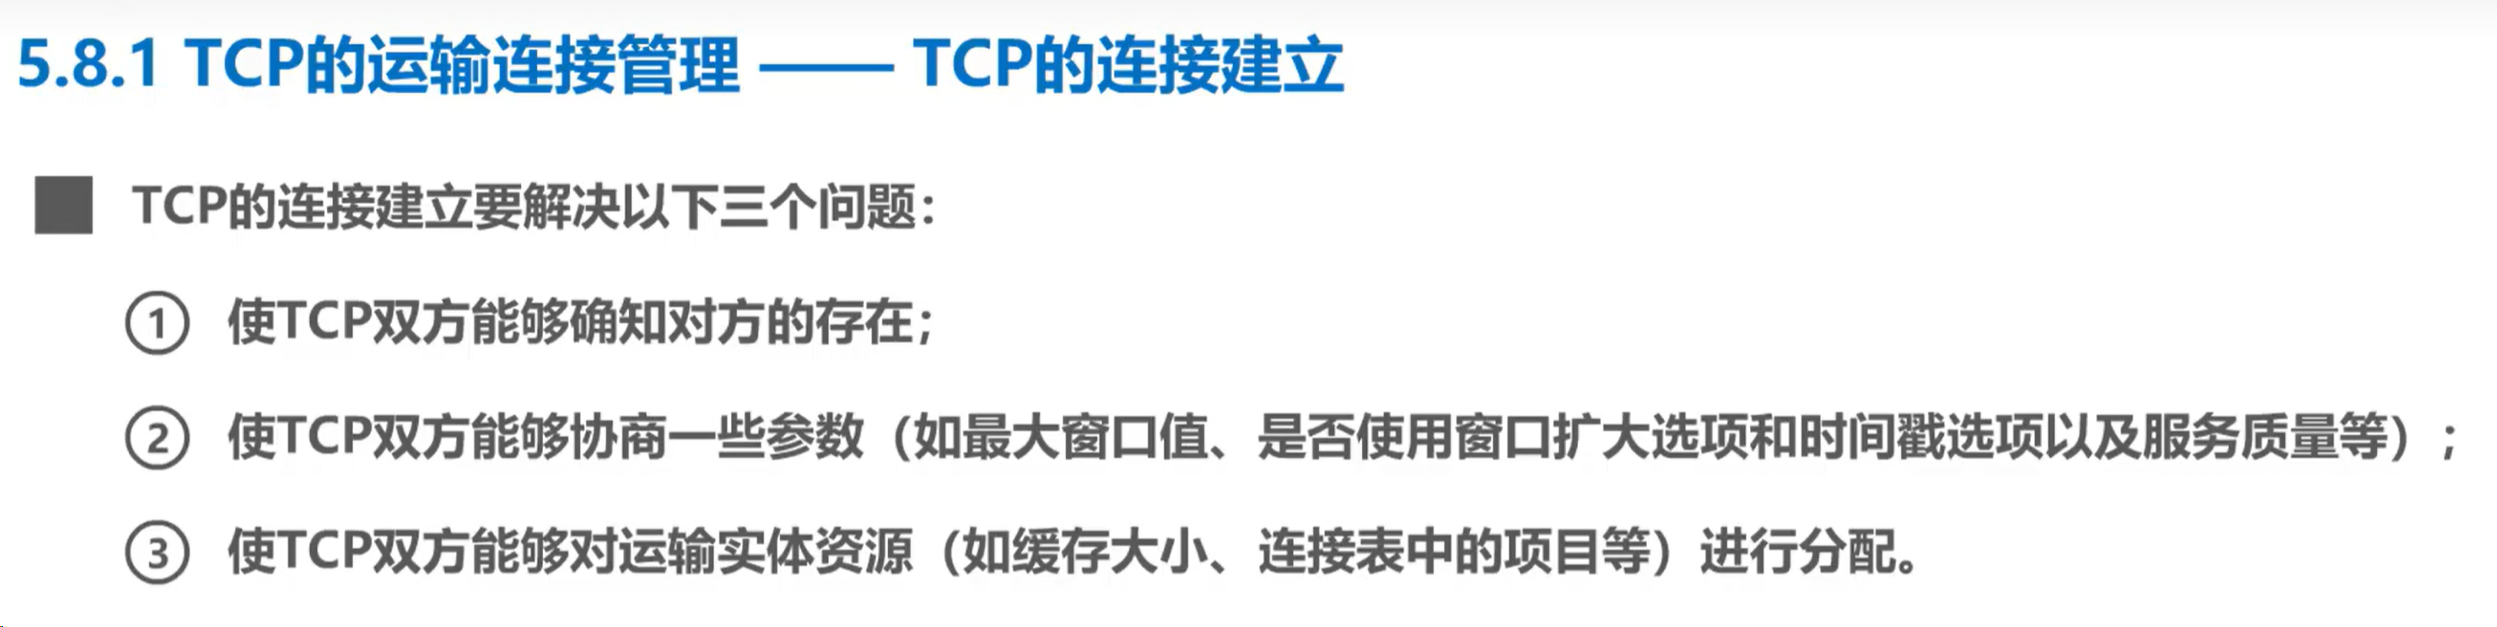 5.8.1 TCP的运输连接管理 —— TCP的连接建立
TCP的连接建立要解决以下三个问题：
① 使TCP双方能够确知对方的存在；
② 使TCP双方能够协商一些参数（如最大窗口值、是否使用窗口扩大选项和时间戳选项以及服务质量等）；
③ 使TCP双方能够对运输实体资源（如缓存大小、连接表中的项目等）进行分配。